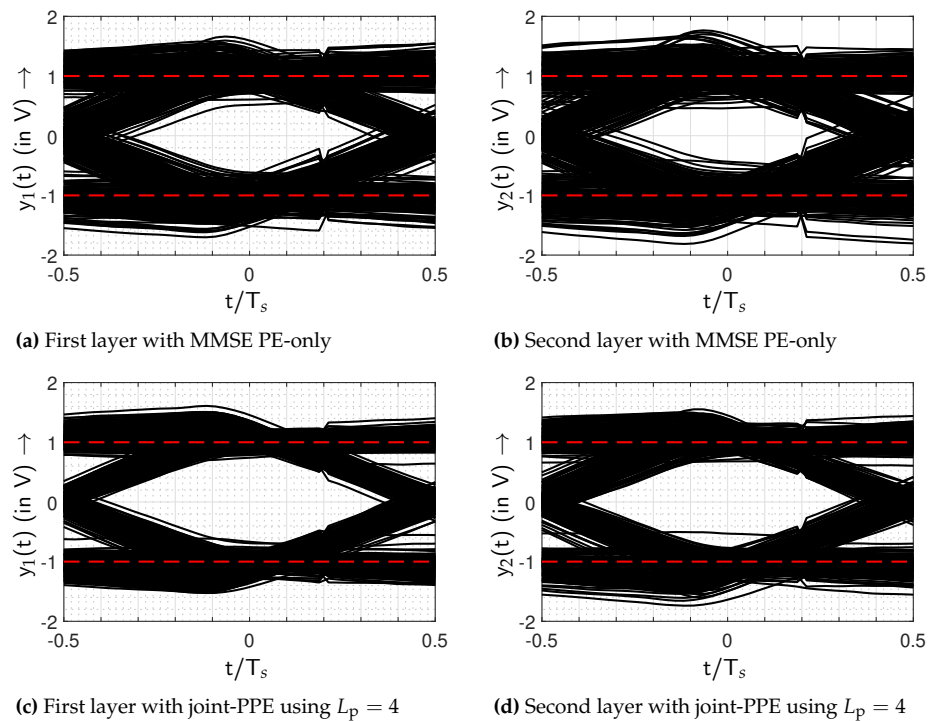 2
1
0
-1
-2
y₁(t) (in V) →
-0.5
0
0.5
t/Tₛ
(a) First layer with MMSE PE-only
2
1
0
-1
-2
y₂(t) (in V) →
-0.5
0
0.5
t/Tₛ
(b) Second layer with MMSE PE-only
2
1
0
-1
-2
y₁(t) (in V) →
-0.5
0
0.5
t/Tₛ
(c) First layer with joint-PPE using Lₚ = 4
2
1
0
-1
-2
y₂(t) (in V) →
-0.5
0
0.5
t/Tₛ
(d) Second layer with joint-PPE using Lₚ = 4